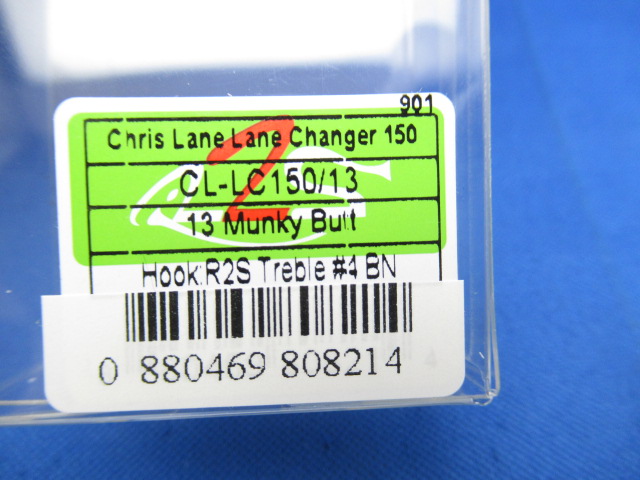 901
Chris Lane Lane Changer 150
CL-LC150/13
13 Munky Butt
Hook:R2S Treble #4 BN
0 880469 808214